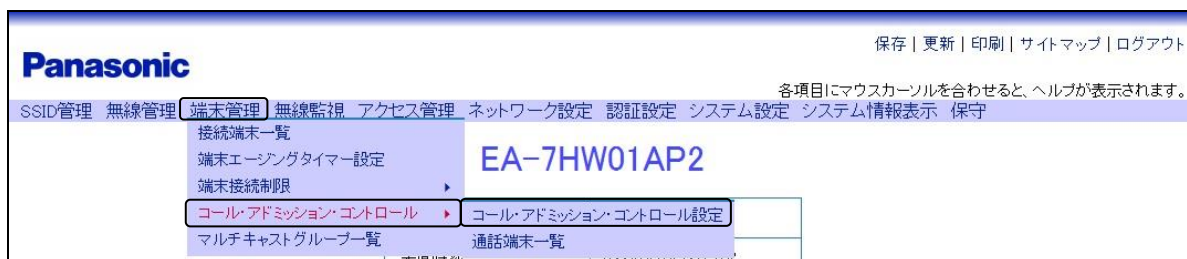 保存 | 更新 | 印刷 | サイトマップ | ログアウト
Panasonic
各項目にマウスカーソルを合わせると、ヘルプが表示されます。
SSID管理 無線管理 端末管理 無線監視 アクセス管理 ネットワーク設定 認証設定 システム設定 システム情報表示 保守
接続端末一覧
端末エージングタイマー設定
EA-7HW01AP2
端末接続制限
コール・アドミッション・コントロール コール・アドミッション・コントロール設定
マルチキャストグループ一覧 通話端末一覧